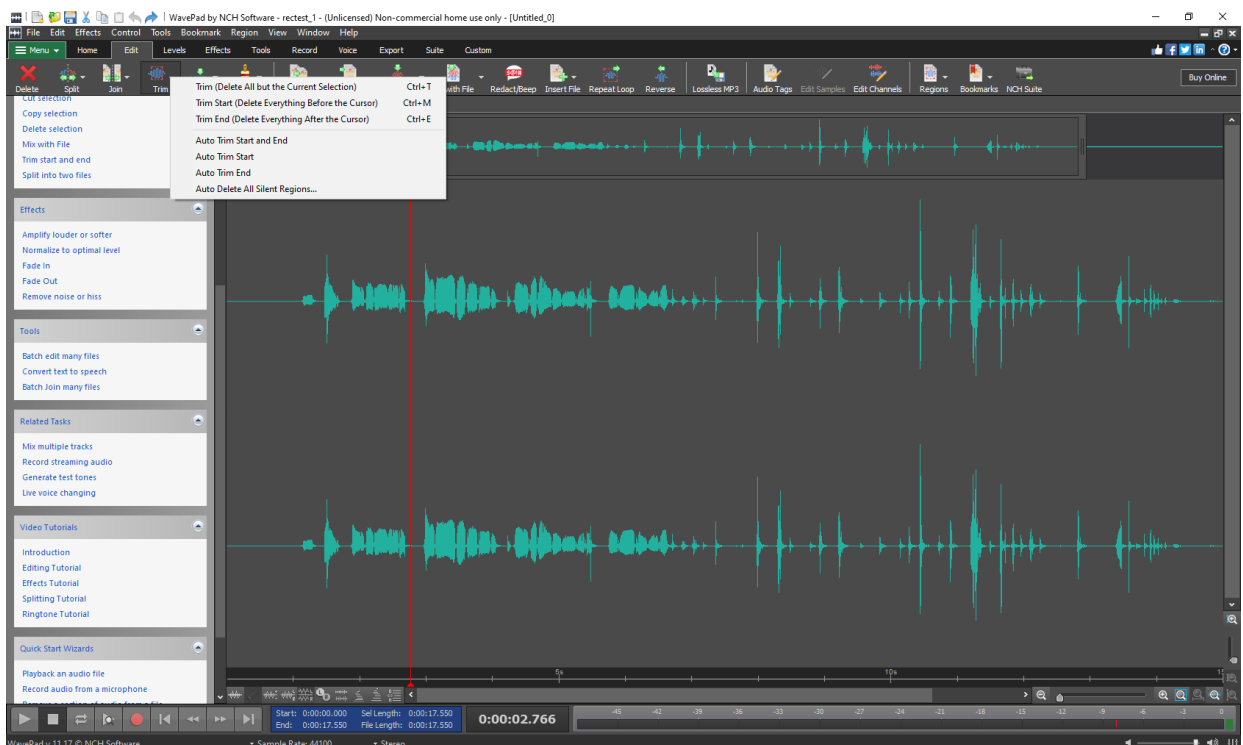 WavePad by NCH Software - rectest_1 - (Unlicensed) Non-commercial home use only - [Untitled_0]
File Edit Effects Control Tools Bookmark Region View Window Help
Menu Home Edit Levels Effects Tools Record Voice Export Suite Custom
Delete Split Join Trim with File Redact/Beep Insert File Repeat Loop Reverse Lossless MP3 Audio Tags Edit Samples Edit Channels Regions Bookmarks NCH Suite Buy Online
Trim (Delete All but the Current Selection) Ctrl+T
Trim Start (Delete Everything Before the Cursor) Ctrl+M
Trim End (Delete Everything After the Cursor) Ctrl+E
Auto Trim Start and End
Auto Trim Start
Auto Trim End
Auto Delete All Silent Regions...
Cut selection
Copy selection
Delete selection
Mix with File
Trim start and end
Split into two files
Effects
Amplify louder or softer
Normalize to optimal level
Fade In
Fade Out
Remove noise or hiss
Tools
Batch edit many files
Convert text to speech
Batch Join many files
Related Tasks
Mix multiple tracks
Record streaming audio
Generate test tones
Live voice changing
Video Tutorials
Introduction
Editing Tutorial
Effects Tutorial
Splitting Tutorial
Ringtone Tutorial
Quick Start Wizards
Playback an audio file
Record audio from a microphone
5s 10s
Start: 0:00:00.000 Sel Length: 0:00:17.550
End: 0:00:17.550 File Length: 0:00:17.550
0:00:02.766
-45 -42 -39 -36 -33 -30 -27 -24 -21 -18 -15 -12 -9 -6 -3 0
WavePad v 11.17 © NCH Software Sample Rate: 44100 Stereo